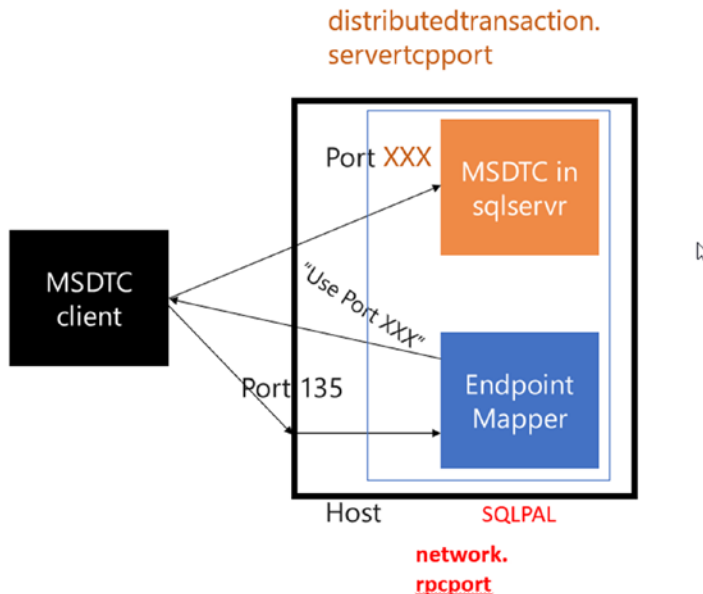 distributedtransaction.
servertcpport
Port XXX
MSDTC in
sqlservr
MSDTC
client
"Use Port XXX"
Port 135
Endpoint
Mapper
Host
SQLPAL
network.
rpcport